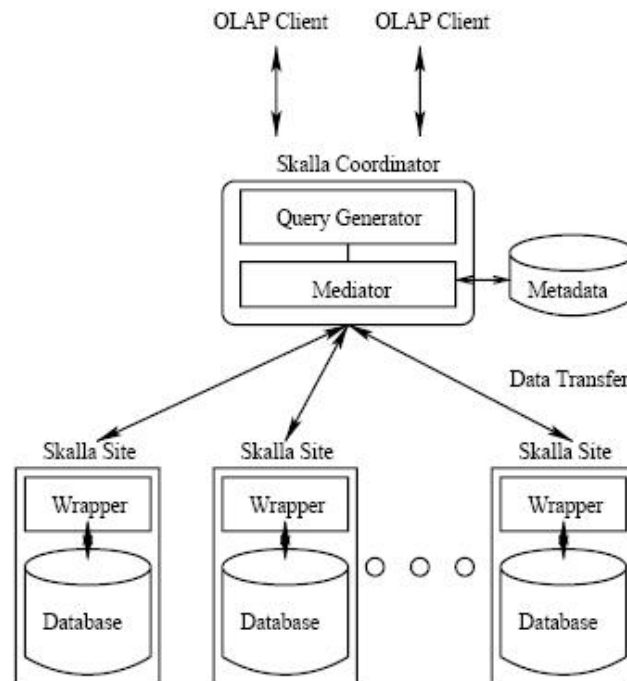 OLAP Client OLAP Client
Skalla Coordinator
Query Generator
Mediator
Metadata
Data Transfer
Skalla Site Skalla Site Skalla Site
Wrapper Wrapper Wrapper
Database Database Database